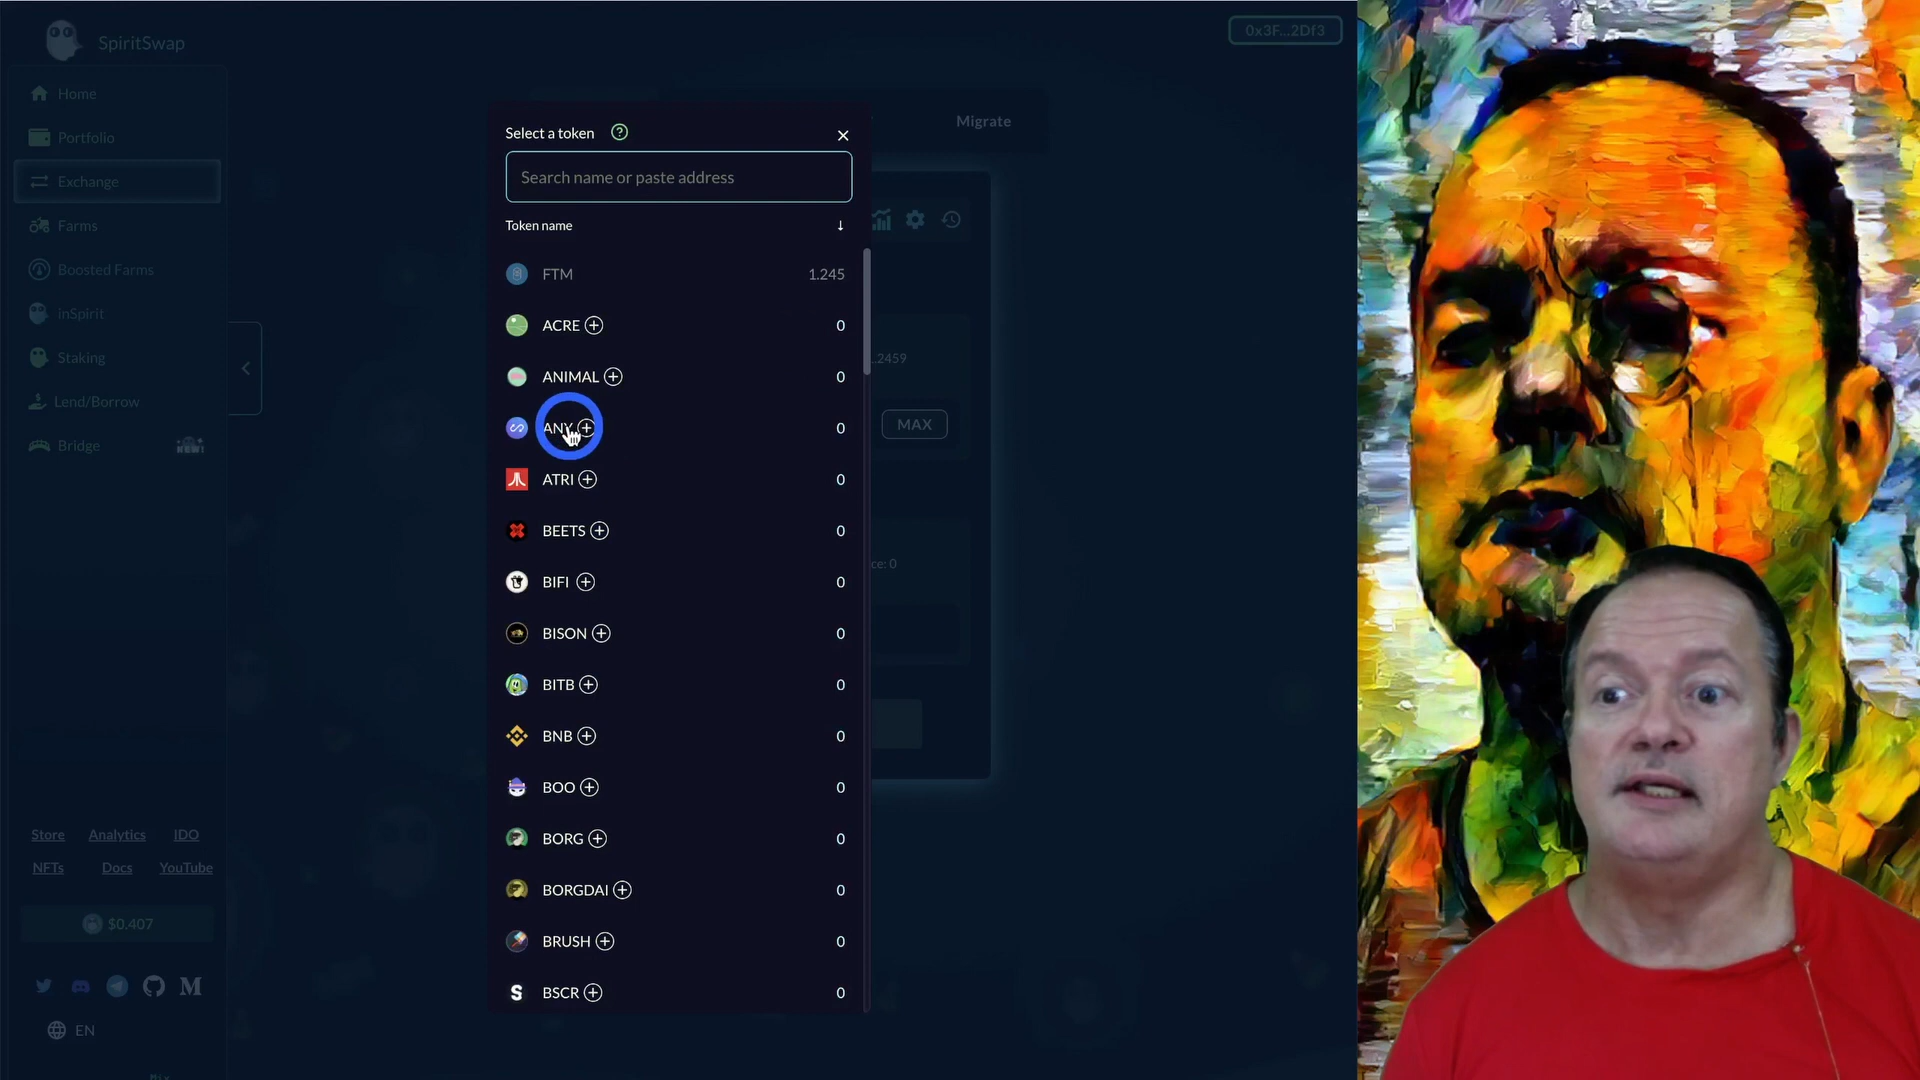 SpiritSwap
0x3F...2Df3
Home
Portfolio
Exchange
Farms
Boosted Farms
inSpirit
Staking
Lend/Borrow
Bridge
Store
Analytics
IDO
NFTs
Docs
YouTube
$0.407
EN
Migrate
Select a token
Search name or paste address
Token name
FTM 1.245
ACRE 0
ANIMAL 0
ANY 0
ATRI 0
BEETS 0
BIFI 0
BISON 0
BITB 0
BNB 0
BOO 0
BORG 0
BORGDAI 0
BRUSH 0
BSCR 0
.2459
MAX
ce: 0